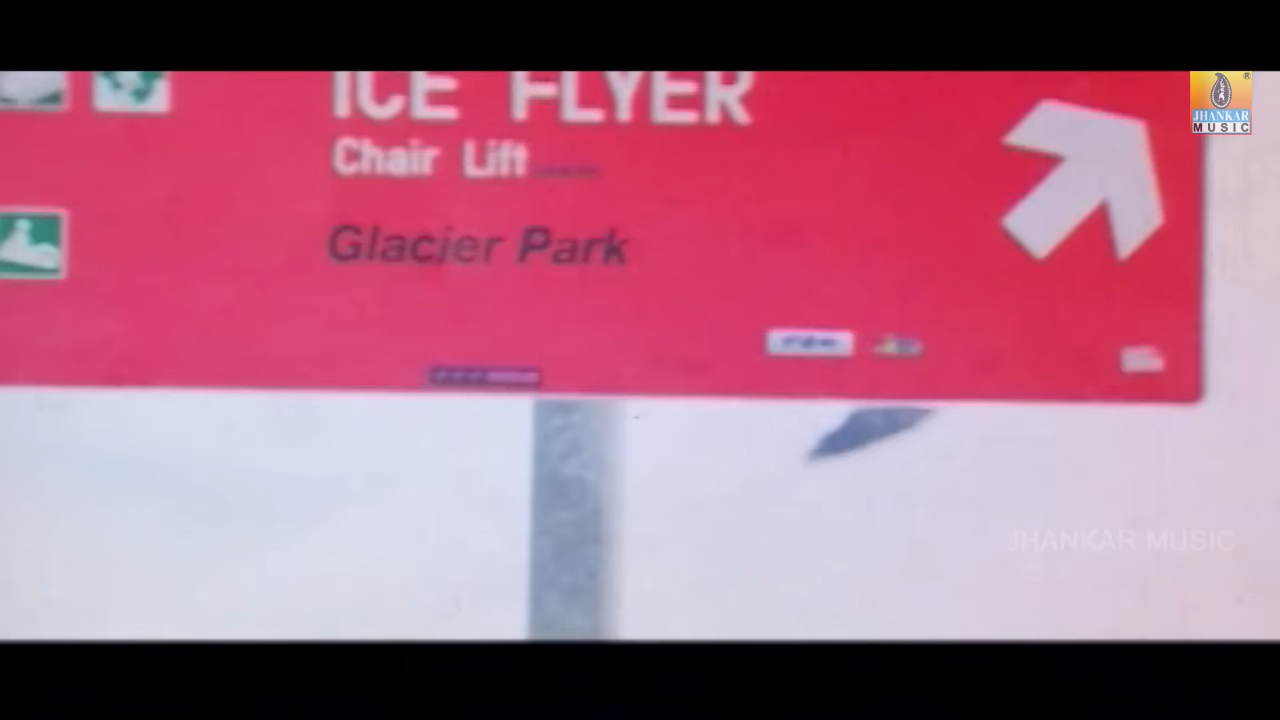 ICE FLYER
Chair Lift
Glacier Park
JHANKAR
MUSIC
JHANKAR MUSIC